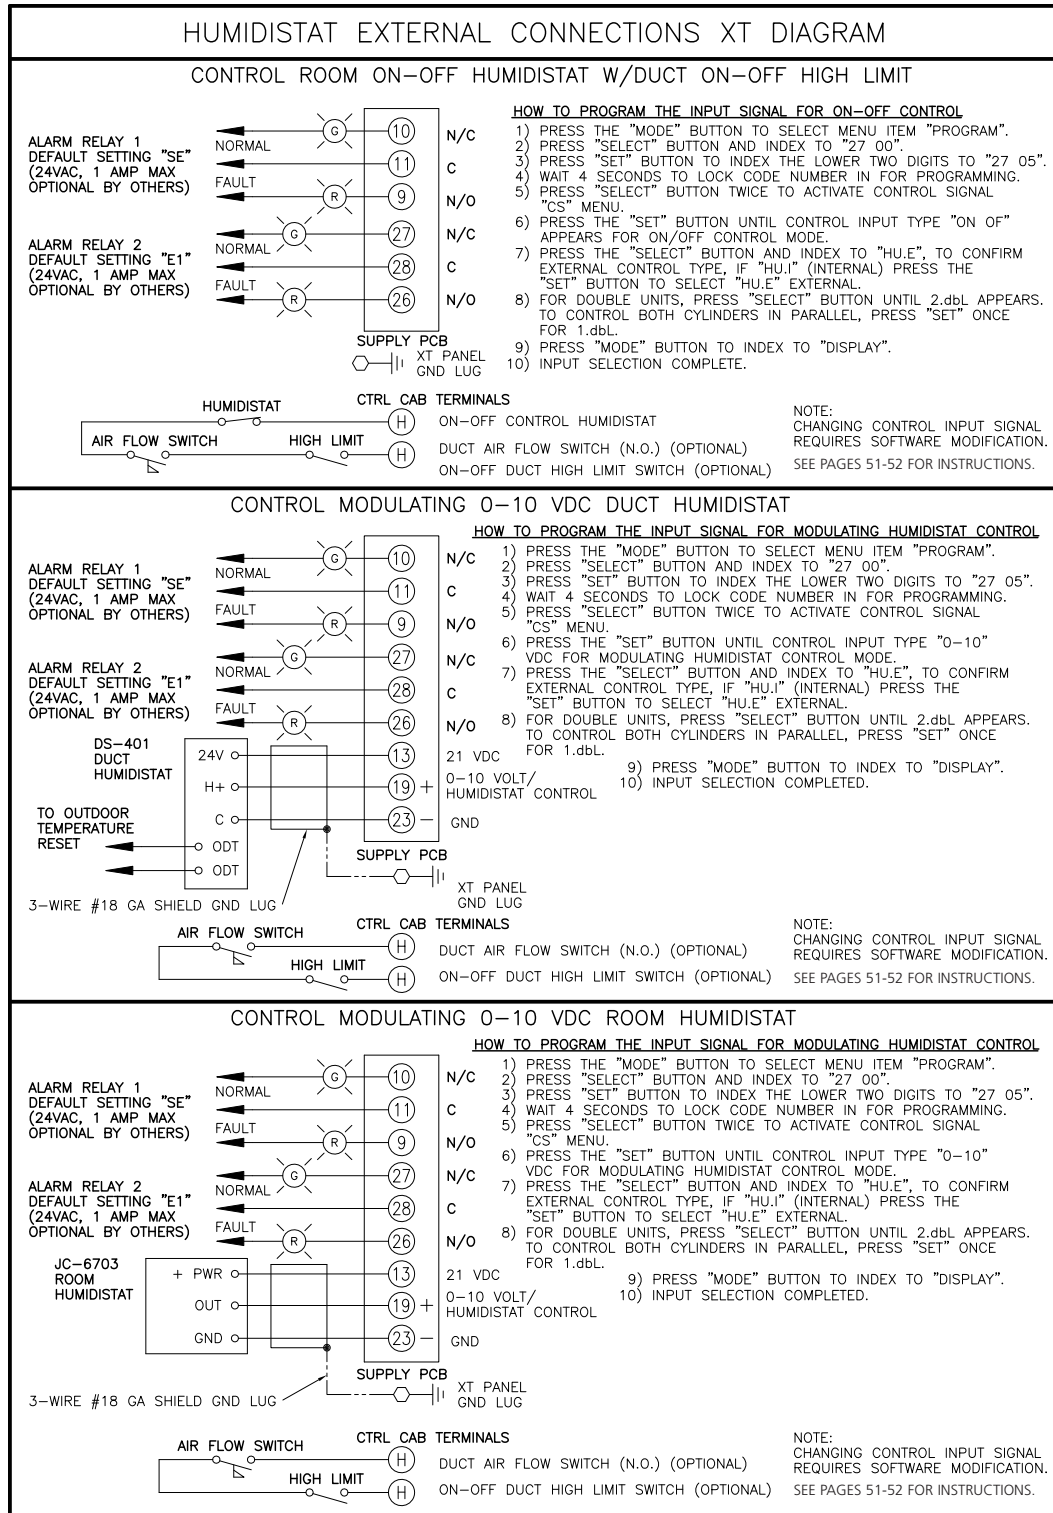 HUMIDISTAT EXTERNAL CONNECTIONS XT DIAGRAM
CONTROL ROOM ON-OFF HUMIDISTAT W/DUCT ON-OFF HIGH LIMIT
ALARM RELAY 1
DEFAULT SETTING "SE"
(24VAC, 1 AMP MAX
OPTIONAL BY OTHERS)
NORMAL
G
10
N/C
11
C
FAULT
R
9
N/O
ALARM RELAY 2
DEFAULT SETTING "E1"
(24VAC, 1 AMP MAX
OPTIONAL BY OTHERS)
NORMAL
G
27
N/C
28
C
FAULT
R
26
N/O
SUPPLY PCB
XT PANEL
GND LUG
HOW TO PROGRAM THE INPUT SIGNAL FOR ON-OFF CONTROL
1) PRESS THE "MODE" BUTTON TO SELECT MENU ITEM "PROGRAM".
2) PRESS "SELECT" BUTTON AND INDEX TO "27 00".
3) PRESS "SET" BUTTON TO INDEX THE LOWER TWO DIGITS TO "27 05".
4) WAIT 4 SECONDS TO LOCK CODE NUMBER IN FOR PROGRAMMING.
5) PRESS "SELECT" BUTTON TWICE TO ACTIVATE CONTROL SIGNAL
"CS" MENU.
6) PRESS THE "SET" BUTTON UNTIL CONTROL INPUT TYPE "ON OF"
APPEARS FOR ON/OFF CONTROL MODE.
7) PRESS THE "SELECT" BUTTON AND INDEX TO "HU.E", TO CONFIRM
EXTERNAL CONTROL TYPE, IF "HU.I" (INTERNAL) PRESS THE
"SET" BUTTON TO SELECT "HU.E" EXTERNAL.
8) FOR DOUBLE UNITS, PRESS "SELECT" BUTTON UNTIL 2.dbL APPEARS.
TO CONTROL BOTH CYLINDERS IN PARALLEL, PRESS "SET" ONCE
FOR 1.dbL.
9) PRESS "MODE" BUTTON TO INDEX TO "DISPLAY".
10) INPUT SELECTION COMPLETE.
HUMIDISTAT
CTRL CAB TERMINALS
H
ON-OFF CONTROL HUMIDISTAT
AIR FLOW SWITCH
HIGH LIMIT
H
DUCT AIR FLOW SWITCH (N.O.) (OPTIONAL)
ON-OFF DUCT HIGH LIMIT SWITCH (OPTIONAL)
NOTE:
CHANGING CONTROL INPUT SIGNAL
REQUIRES SOFTWARE MODIFICATION.
SEE PAGES 51-52 FOR INSTRUCTIONS.
CONTROL MODULATING 0-10 VDC DUCT HUMIDISTAT
ALARM RELAY 1
DEFAULT SETTING "SE"
(24VAC, 1 AMP MAX
OPTIONAL BY OTHERS)
NORMAL
G
10
N/C
11
C
FAULT
R
9
N/O
ALARM RELAY 2
DEFAULT SETTING "E1"
(24VAC, 1 AMP MAX
OPTIONAL BY OTHERS)
NORMAL
G
27
N/C
28
C
FAULT
R
26
N/O
DS-401
DUCT
HUMIDISTAT
24V
13
21 VDC
H+
19 +
0-10 VOLT/
HUMIDISTAT CONTROL
C
23 -
GND
TO OUTDOOR
TEMPERATURE
RESET
ODT
ODT
SUPPLY PCB
XT PANEL
GND LUG
3-WIRE #18 GA SHIELD GND LUG
HOW TO PROGRAM THE INPUT SIGNAL FOR MODULATING HUMIDISTAT CONTROL
1) PRESS THE "MODE" BUTTON TO SELECT MENU ITEM "PROGRAM".
2) PRESS "SELECT" BUTTON AND INDEX TO "27 00".
3) PRESS "SET" BUTTON TO INDEX THE LOWER TWO DIGITS TO "27 05".
4) WAIT 4 SECONDS TO LOCK CODE NUMBER IN FOR PROGRAMMING.
5) PRESS "SELECT" BUTTON TWICE TO ACTIVATE CONTROL SIGNAL
"CS" MENU.
6) PRESS THE "SET" BUTTON UNTIL CONTROL INPUT TYPE "0-10"
VDC FOR MODULATING HUMIDISTAT CONTROL MODE.
7) PRESS THE "SELECT" BUTTON AND INDEX TO "HU.E", TO CONFIRM
EXTERNAL CONTROL TYPE, IF "HU.I" (INTERNAL) PRESS THE
"SET" BUTTON TO SELECT "HU.E" EXTERNAL.
8) FOR DOUBLE UNITS, PRESS "SELECT" BUTTON UNTIL 2.dbL APPEARS.
TO CONTROL BOTH CYLINDERS IN PARALLEL, PRESS "SET" ONCE
FOR 1.dbL.
9) PRESS "MODE" BUTTON TO INDEX TO "DISPLAY".
10) INPUT SELECTION COMPLETED.
AIR FLOW SWITCH
CTRL CAB TERMINALS
H
DUCT AIR FLOW SWITCH (N.O.) (OPTIONAL)
HIGH LIMIT
H
ON-OFF DUCT HIGH LIMIT SWITCH (OPTIONAL)
NOTE:
CHANGING CONTROL INPUT SIGNAL
REQUIRES SOFTWARE MODIFICATION.
SEE PAGES 51-52 FOR INSTRUCTIONS.
CONTROL MODULATING 0-10 VDC ROOM HUMIDISTAT
ALARM RELAY 1
DEFAULT SETTING "SE"
(24VAC, 1 AMP MAX
OPTIONAL BY OTHERS)
NORMAL
G
10
N/C
11
C
FAULT
R
9
N/O
ALARM RELAY 2
DEFAULT SETTING "E1"
(24VAC, 1 AMP MAX
OPTIONAL BY OTHERS)
NORMAL
G
27
N/C
28
C
FAULT
R
26
N/O
JC-6703
ROOM
HUMIDISTAT
+ PWR
13
21 VDC
OUT
19 +
0-10 VOLT/
HUMIDISTAT CONTROL
GND
23 -
GND
SUPPLY PCB
XT PANEL
GND LUG
3-WIRE #18 GA SHIELD GND LUG
HOW TO PROGRAM THE INPUT SIGNAL FOR MODULATING HUMIDISTAT CONTROL
1) PRESS THE "MODE" BUTTON TO SELECT MENU ITEM "PROGRAM".
2) PRESS "SELECT" BUTTON AND INDEX TO "27 00".
3) PRESS "SET" BUTTON TO INDEX THE LOWER TWO DIGITS TO "27 05".
4) WAIT 4 SECONDS TO LOCK CODE NUMBER IN FOR PROGRAMMING.
5) PRESS "SELECT" BUTTON TWICE TO ACTIVATE CONTROL SIGNAL
"CS" MENU.
6) PRESS THE "SET" BUTTON UNTIL CONTROL INPUT TYPE "0-10"
VDC FOR MODULATING HUMIDISTAT CONTROL MODE.
7) PRESS THE "SELECT" BUTTON AND INDEX TO "HU.E", TO CONFIRM
EXTERNAL CONTROL TYPE, IF "HU.I" (INTERNAL) PRESS THE
"SET" BUTTON TO SELECT "HU.E" EXTERNAL.
8) FOR DOUBLE UNITS, PRESS "SELECT" BUTTON UNTIL 2.dbL APPEARS.
TO CONTROL BOTH CYLINDERS IN PARALLEL, PRESS "SET" ONCE
FOR 1.dbL.
9) PRESS "MODE" BUTTON TO INDEX TO "DISPLAY".
10) INPUT SELECTION COMPLETED.
AIR FLOW SWITCH
CTRL CAB TERMINALS
H
DUCT AIR FLOW SWITCH (N.O.) (OPTIONAL)
HIGH LIMIT
H
ON-OFF DUCT HIGH LIMIT SWITCH (OPTIONAL)
NOTE:
CHANGING CONTROL INPUT SIGNAL
REQUIRES SOFTWARE MODIFICATION.
SEE PAGES 51-52 FOR INSTRUCTIONS.